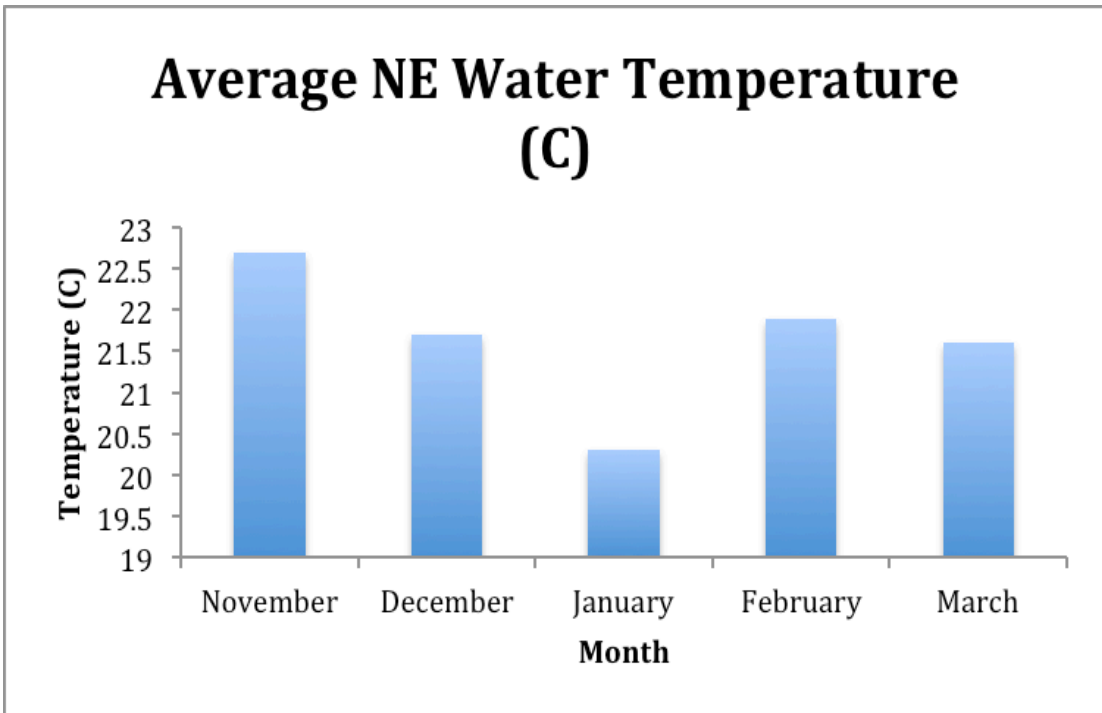 Average NE Water Temperature
(C)
Temperature (C)
23
22.5
22
21.5
21
20.5
20
19.5
19
November December January February March
Month